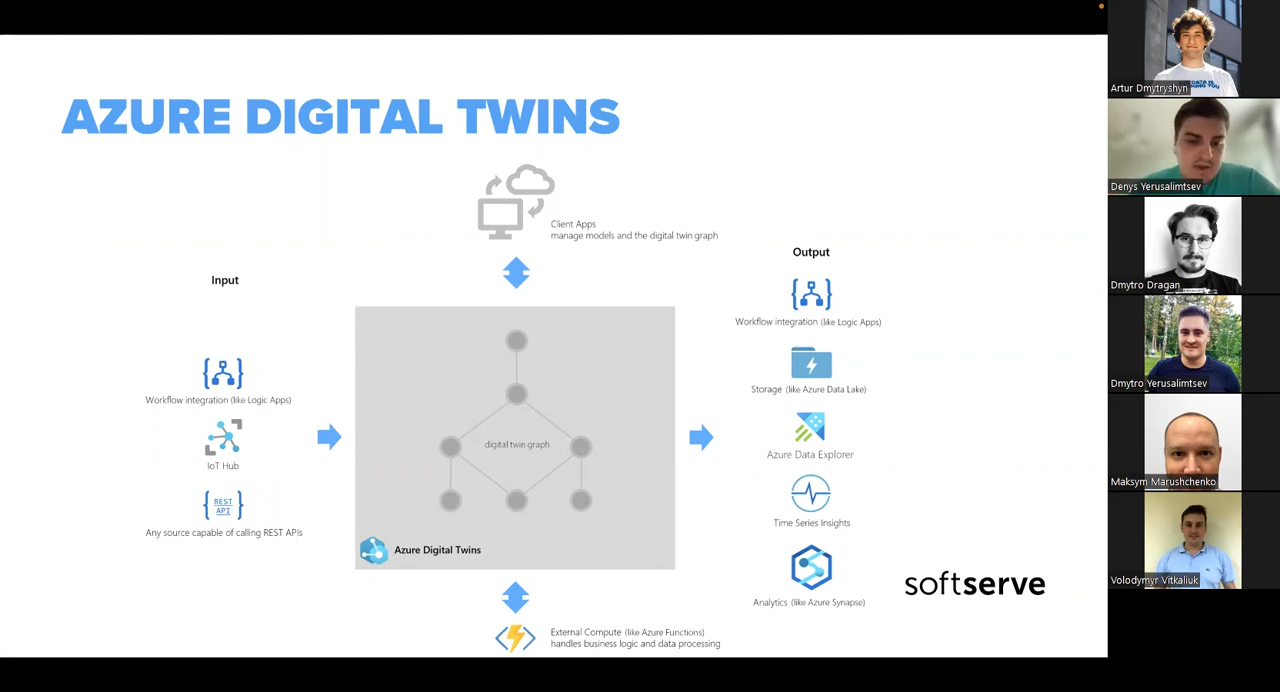 AZURE DIGITAL TWINS
Client Apps
manage models and the digital twin graph
Input
Workflow integration (like Logic Apps)
IoT Hub
REST
API
Any source capable of calling REST APIs
digital twin graph
Azure Digital Twins
External Compute (like Azure Functions)
handles business logic and data processing
Output
Workflow integration (like Logic Apps)
Storage (like Azure Data Lake)
Azure Data Explorer
Time Series Insights
Analytics (like Azure Synapse)
softserve
Artur Dmytryshyn
Denys Yerusalimtsev
Dmytro Dragan
Dmytro Yerusalimtsev
Maksym Marushchenko
Volodymyr Vitkaliuk